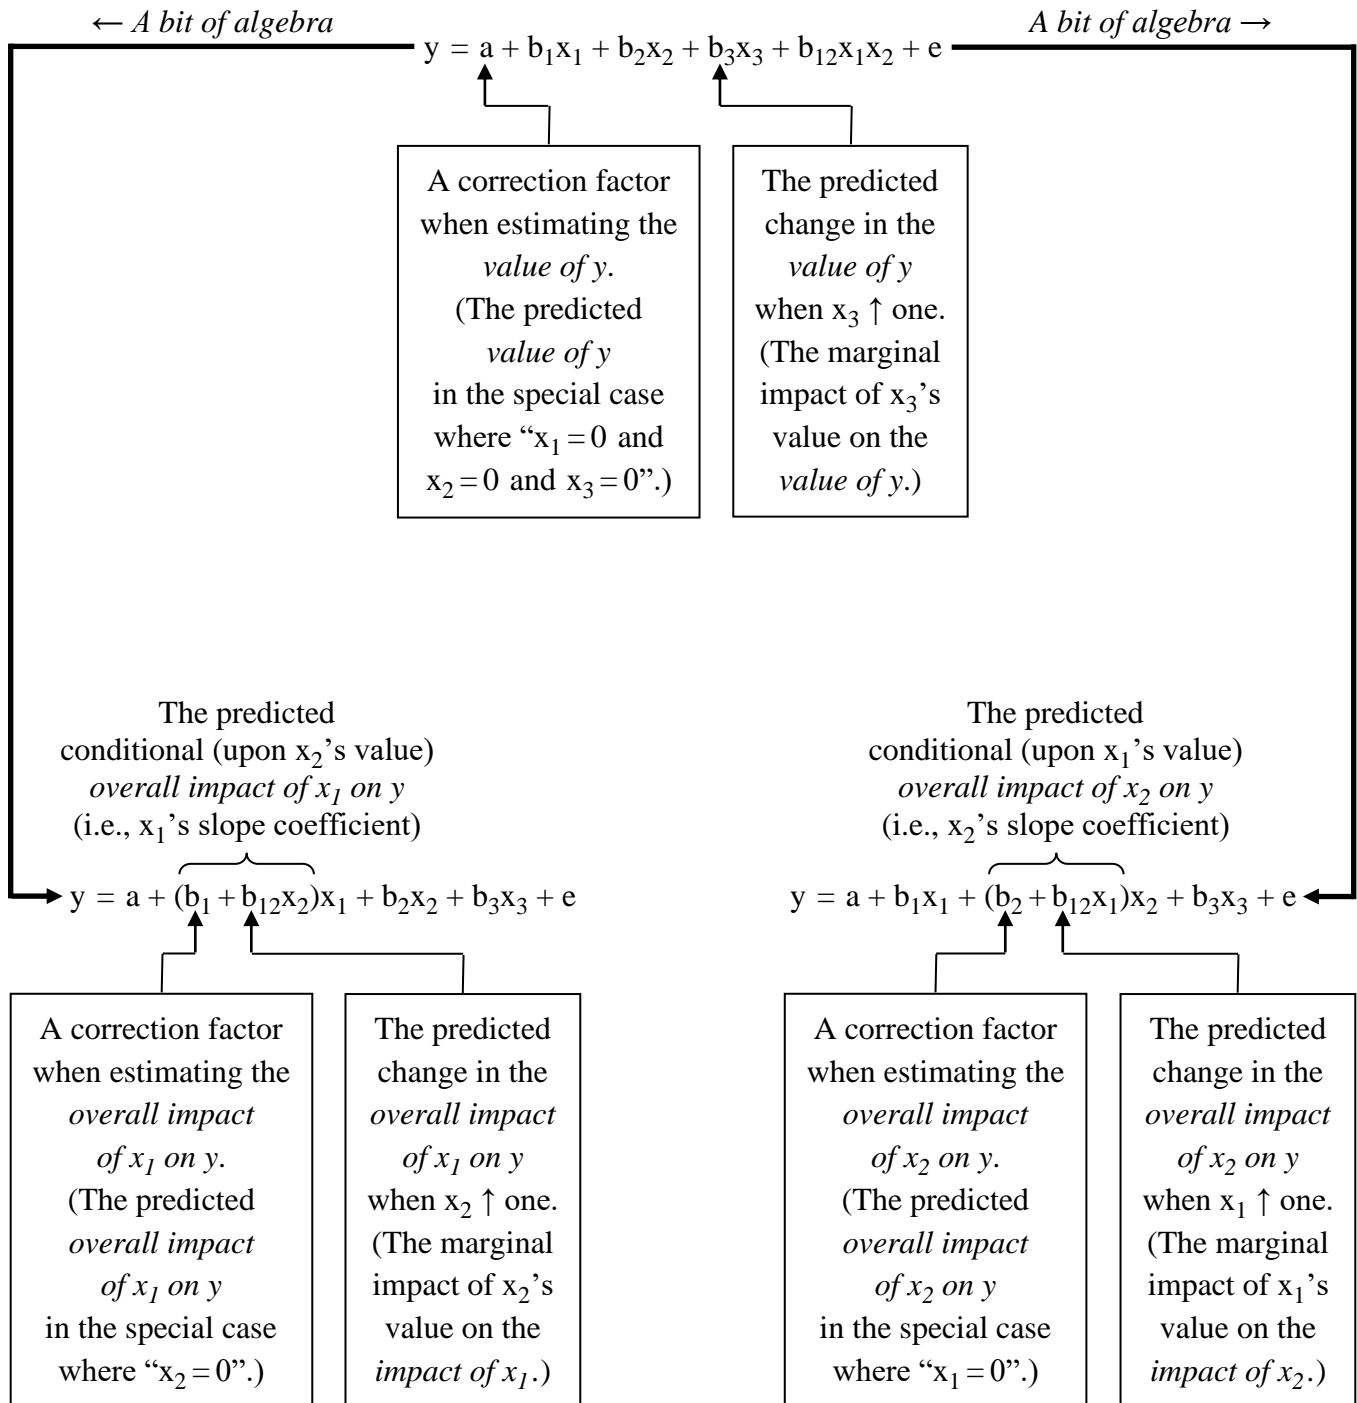 ← A bit of algebra
A bit of algebra →
y = a + b₁x₁ + b₂x₂ + b₃x₃ + b₁₂x₁x₂ + e
A correction factor
when estimating the
value of y.
(The predicted
value of y
in the special case
where “x₁ = 0 and
x₂ = 0 and x₃ = 0”.)
The predicted
change in the
value of y
when x₃ ↑ one.
(The marginal
impact of x₃’s
value on the
value of y.)
The predicted
conditional (upon x₂’s value)
overall impact of x₁ on y
(i.e., x₁’s slope coefficient)
y = a + (b₁ + b₁₂x₂)x₁ + b₂x₂ + b₃x₃ + e
A correction factor
when estimating the
overall impact
of x₁ on y.
(The predicted
overall impact
of x₁ on y
in the special case
where “x₂ = 0”.)
The predicted
change in the
overall impact
of x₁ on y
when x₂ ↑ one.
(The marginal
impact of x₂’s
value on the
impact of x₁.)
The predicted
conditional (upon x₁’s value)
overall impact of x₂ on y
(i.e., x₂’s slope coefficient)
y = a + b₁x₁ + (b₂ + b₁₂x₁)x₂ + b₃x₃ + e
A correction factor
when estimating the
overall impact
of x₂ on y.
(The predicted
overall impact
of x₂ on y
in the special case
where “x₁ = 0”.)
The predicted
change in the
overall impact
of x₂ on y
when x₁ ↑ one.
(The marginal
impact of x₁’s
value on the
impact of x₂.)